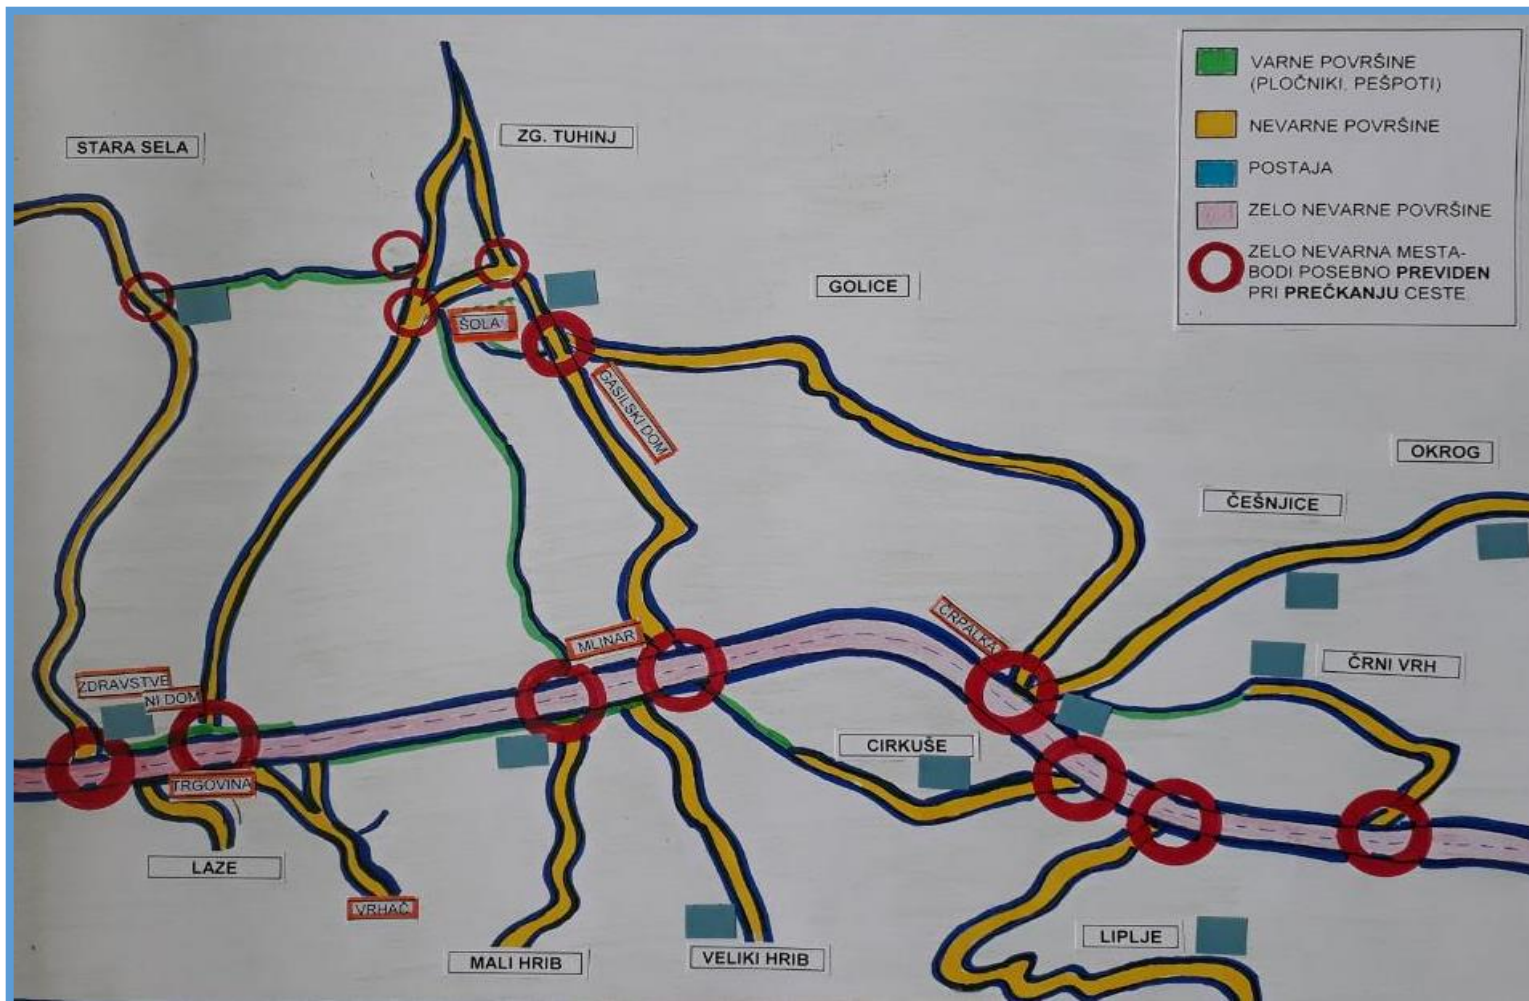 VARNE POVRŠINE
(PLOČNIKI, PEŠPOTI)
NEVARNE POVRŠINE
POSTAJA
ZELO NEVARNE POVRŠINE
ZELO NEVARNA MESTA-
BODI POSEBNO PREVIDEN
PRI PREČKANJU CESTE
STARA SELA
ZG. TUHINJ
GOLICE
ŠOLA
GASILSKI DOM
OKROG
ČEŠNJICE
ČRPALKA
MLINAR
ČRNI VRH
ZDRAVSTVE
NI DOM
CIRKUŠE
TRGOVINA
LAZE
VRHAČ
LIPLJE
MALI HRIB
VELIKI HRIB